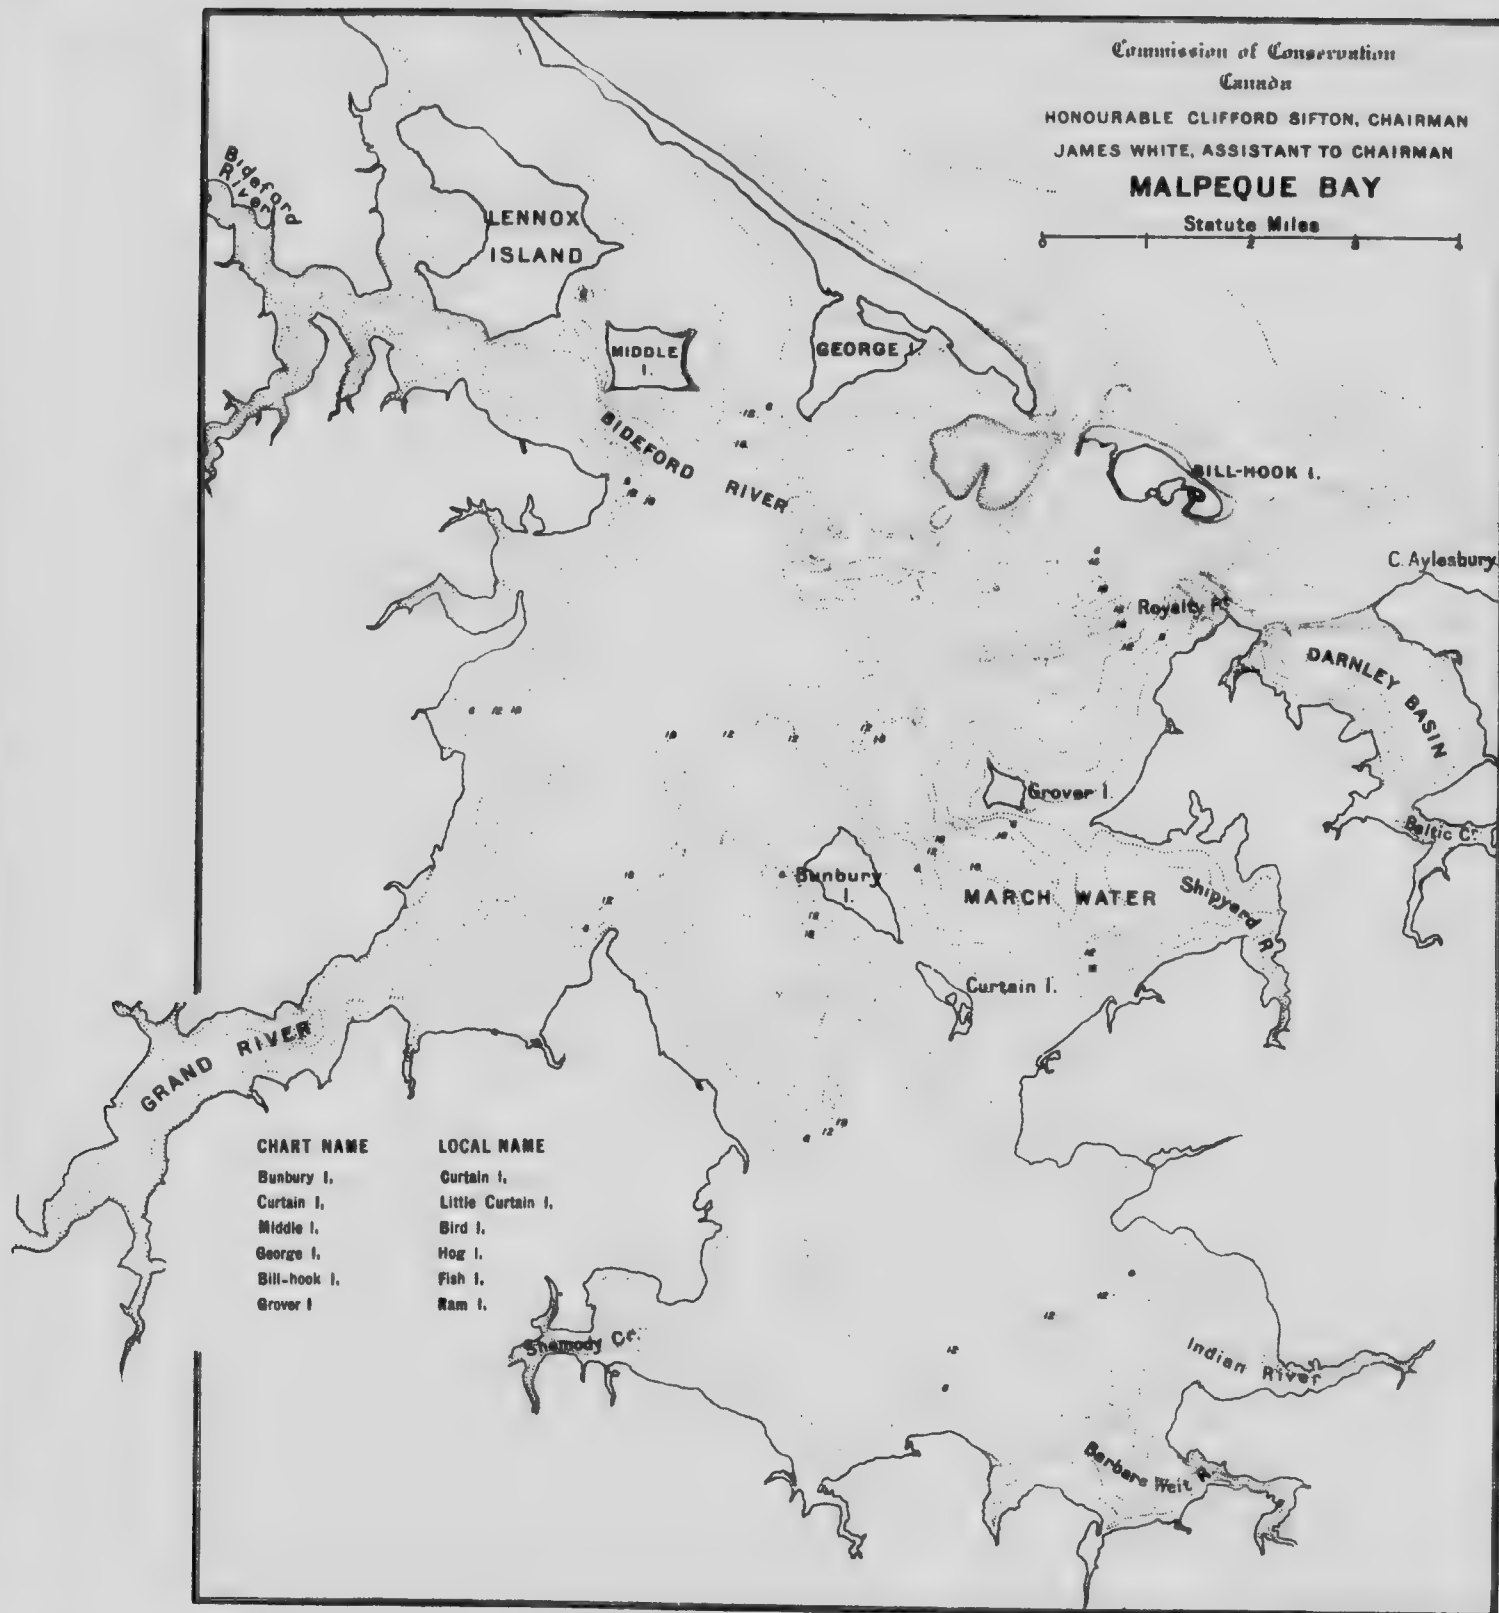 Commission of Conservation
Canada
HONOURABLE CLIFFORD SIFTON, CHAIRMAN
JAMES WHITE, ASSISTANT TO CHAIRMAN
MALPEQUE BAY
Statute Miles
0 1 2 3 4
Bideford
River
LENNOX
ISLAND
MIDDLE
I.
GEORGE I.
BIDEFORD RIVER
BILL-HOOK I.
C. Aylesbury
Royalty Pt
DARNLEY BASIN
Grover I.
Baltic Cr.
Bunbury
I.
MARCH WATER
Shipyard R.
Curtain I.
GRAND RIVER
CHART NAME LOCAL NAME
Bunbury I. Curtain I.
Curtain I. Little Curtain I.
Middle I. Bird I.
George I. Hog I.
Bill-hook I. Fish I.
Grover I Ram I.
Shemody Cr.
Indian River
Barbara Weit R.